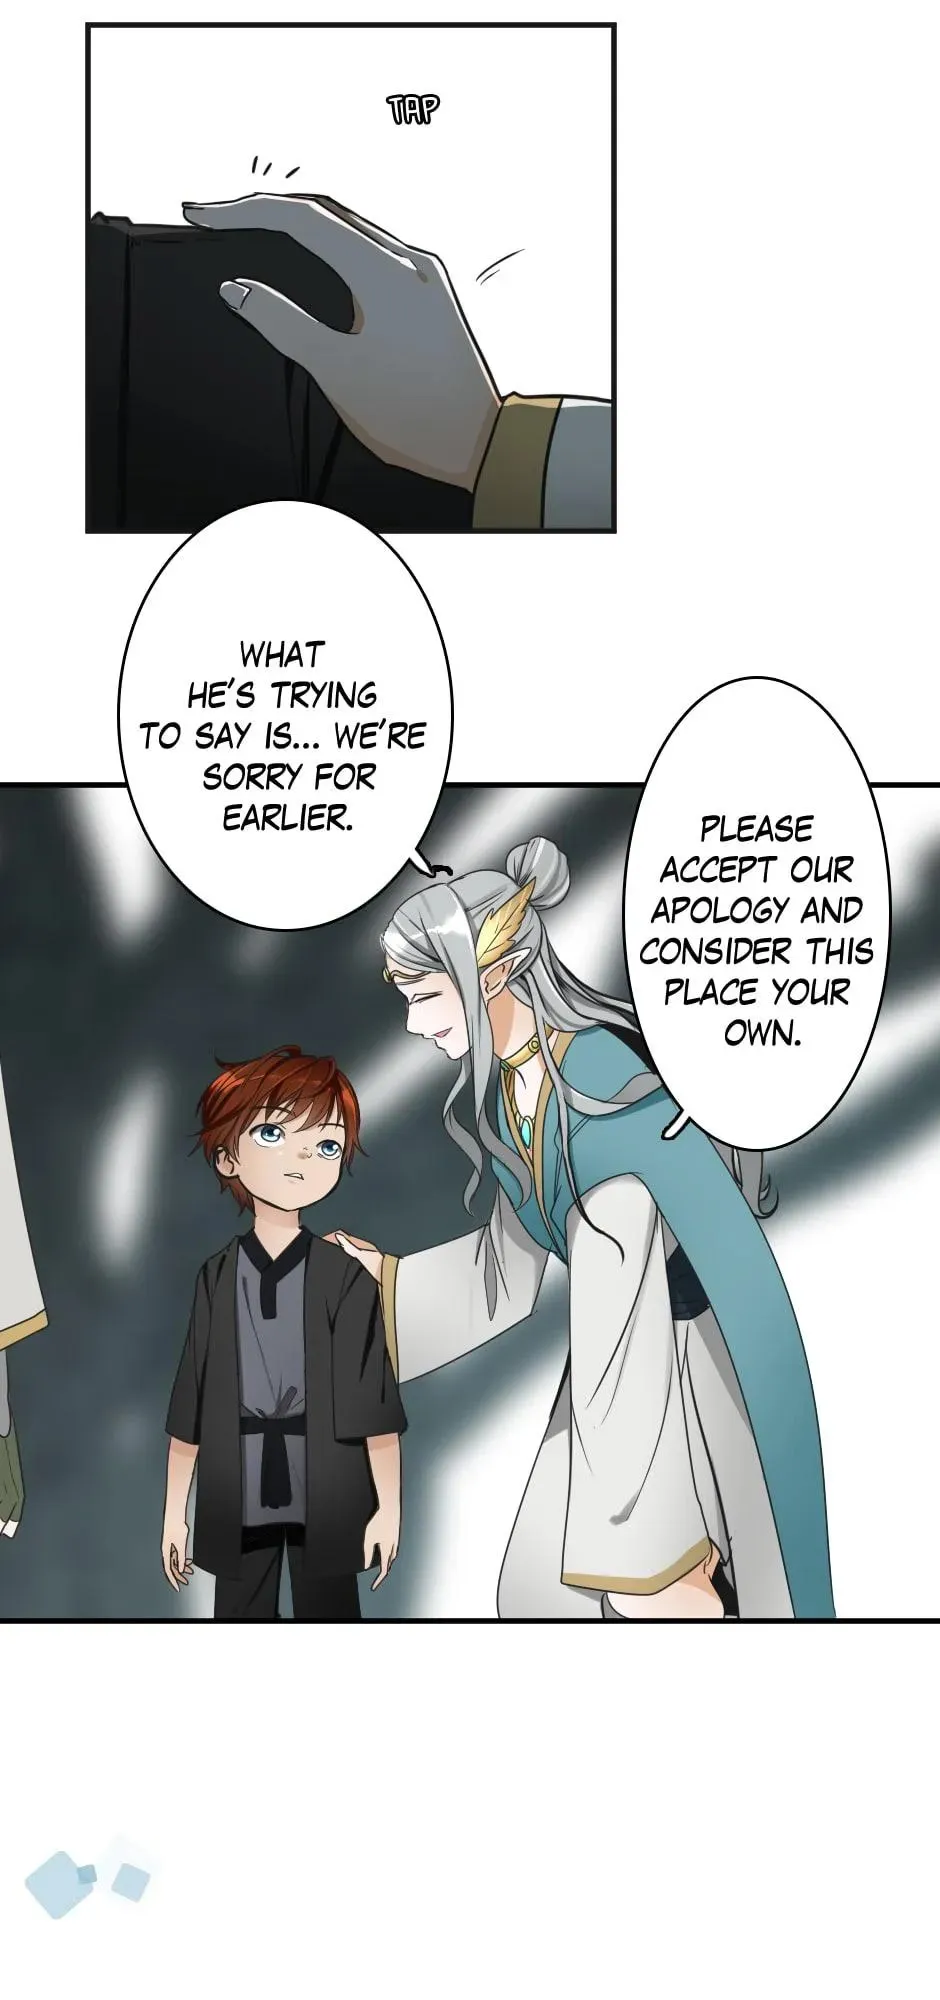 TAP
WHAT
HE'S TRYING
TO SAY IS... WE'RE
SORRY FOR
EARLIER.
PLEASE
ACCEPT OUR
APOLOGY AND
CONSIDER THIS
PLACE YOUR
OWN.